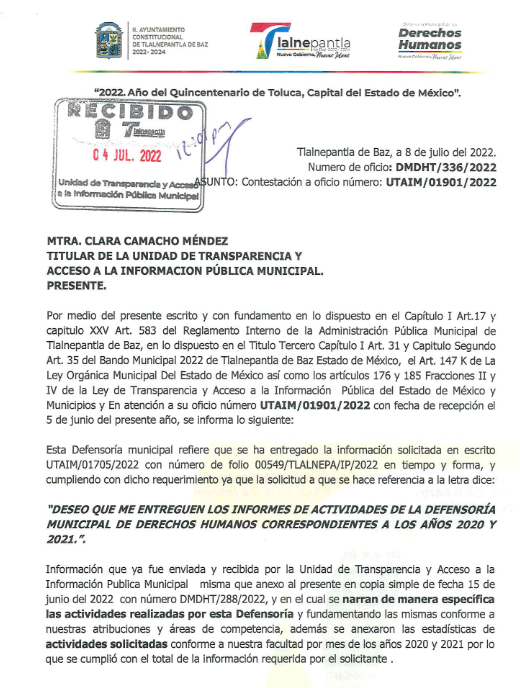 H. AYUNTAMIENTO
CONSTITUCIONAL
DE TLALNEPANTLA DE BAZ
2022-2024
Tlalnepantla
Nuevo Gobierno, Nuevas Ideas
Derechos
Humanos
Nuevo Gobierno, Nuevas Ideas
"2022. Año del Quincentenario de Toluca, Capital del Estado de México".
RECIBIDO
Tlalnepantla
04 JUL. 2022
Unidad de Transparencia y Acceso
a la Información Pública Municipal
Tlalnepantla de Baz, a 8 de julio del 2022.
Numero de oficio: DMDHT/336/2022
ASUNTO: Contestación a oficio número: UTAIM/01901/2022
MTRA. CLARA CAMACHO MÉNDEZ
TITULAR DE LA UNIDAD DE TRANSPARENCIA Y
ACCESO A LA INFORMACION PÚBLICA MUNICIPAL.
PRESENTE.
Por medio del presente escrito y con fundamento en lo dispuesto en el Capítulo I Art.17 y
capitulo XXV Art. 583 del Reglamento Interno de la Administración Pública Municipal de
Tlalnepantla de Baz, en lo dispuesto en el Titulo Tercero Capítulo I Art. 31 y Capitulo Segundo
Art. 35 del Bando Municipal 2022 de Tlalnepantla de Baz Estado de México, el Art. 147 K de La
Ley Orgánica Municipal Del Estado de México así como los artículos 176 y 185 Fracciones II y
IV de la Ley de Transparencia y Acceso a la Información Pública del Estado de México y
Municipios y En atención a su oficio número UTAIM/01901/2022 con fecha de recepción el
5 de junio del presente año, se informa lo siguiente:
Esta Defensoría municipal refiere que se ha entregado la información solicitada en escrito
UTAIM/01705/2022 con número de folio 00549/TLALNEPA/IP/2022 en tiempo y forma, y
cumpliendo con dicho requerimiento ya que la solicitud a que se hace referencia a la letra dice:
"DESEO QUE ME ENTREGUEN LOS INFORMES DE ACTIVIDADES DE LA DEFENSORÍA
MUNICIPAL DE DERECHOS HUMANOS CORRESPONDIENTES A LOS AÑOS 2020 Y
2021.".
Información que ya fue enviada y recibida por la Unidad de Transparencia y Acceso a la
Información Publica Municipal misma que anexo al presente en copia simple de fecha 15 de
junio del 2022 con número DMDHT/288/2022, y en el cual se narran de manera específica
las actividades realizadas por esta Defensoría y fundamentando las mismas conforme a
nuestras atribuciones y áreas de competencia, además se anexaron las estadísticas de
actividades solicitadas conforme a nuestra facultad por mes de los años 2020 y 2021 por lo
que se cumplió con el total de la información requerida por el solicitante .